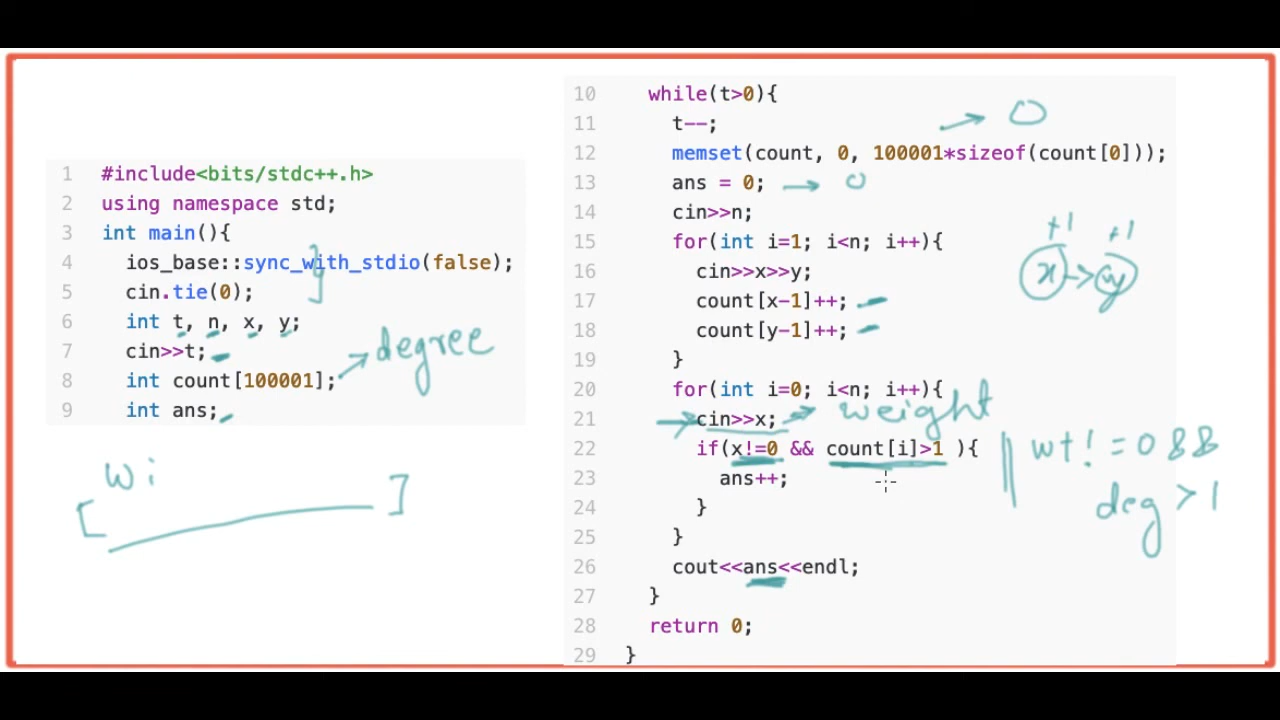 1 #include<bits/stdc++.h>
2 using namespace std;
3 int main(){
4 ios_base::sync_with_stdio(false);
5 cin.tie(0);
6 int t, n, x, y;
7 cin>>t;
8 int count[100001];
9 int ans;
degree
wi
[ ]
10 while(t>0){
11 t--;
12 memset(count, 0, 100001*sizeof(count[0]));
13 ans = 0;
14 cin>>n;
15 for(int i=1; i<n; i++){
16 cin>>x>>y;
17 count[x-1]++;
18 count[y-1]++;
19 }
20 for(int i=0; i<n; i++){
21 cin>>x;
22 if(x!=0 && count[i]>1 ){
23 ans++;
24 }
25 }
26 cout<<ans<<endl;
27 }
28 return 0;
29 }
→ 0
→ 0
+1 +1
x → y
→ weight
wt! = 0 &&
deg > 1